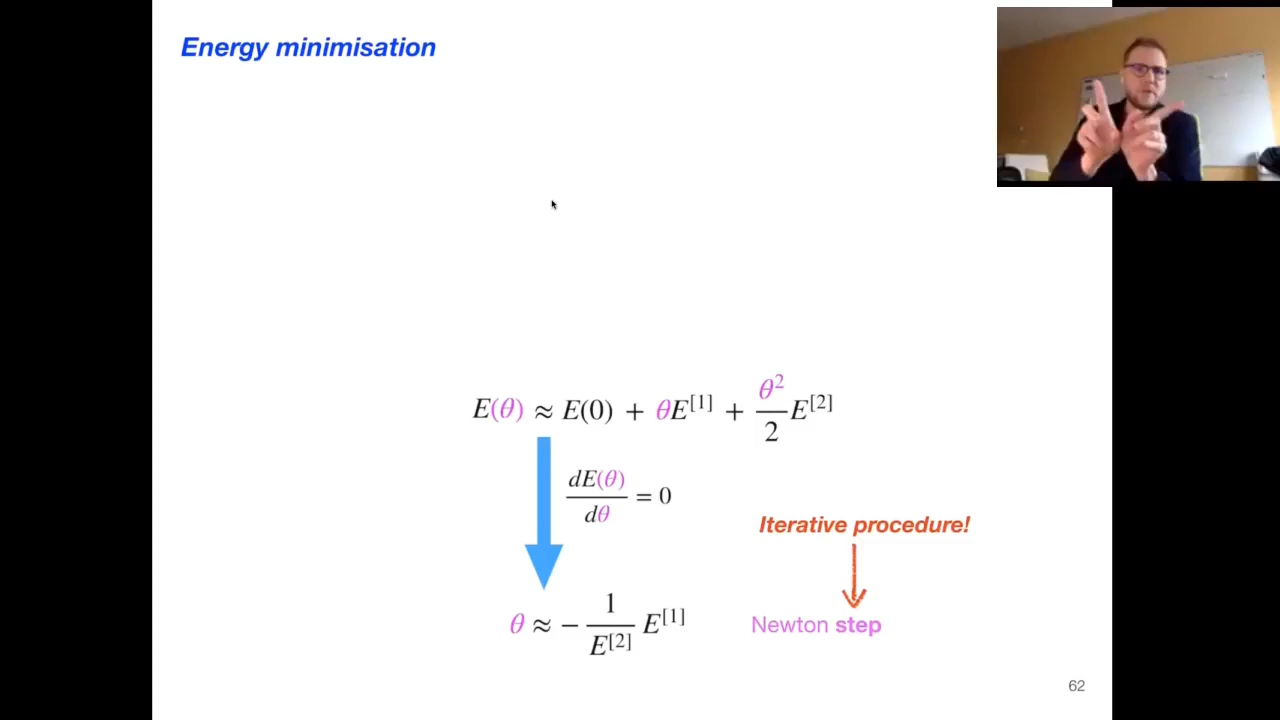 Energy minimisation
E(θ) ≈ E(0) + θE^[1] + θ²/2 E^[2]
dE(θ)/dθ = 0
Iterative procedure!
θ ≈ − 1/E^[2] E^[1]
Newton step
62